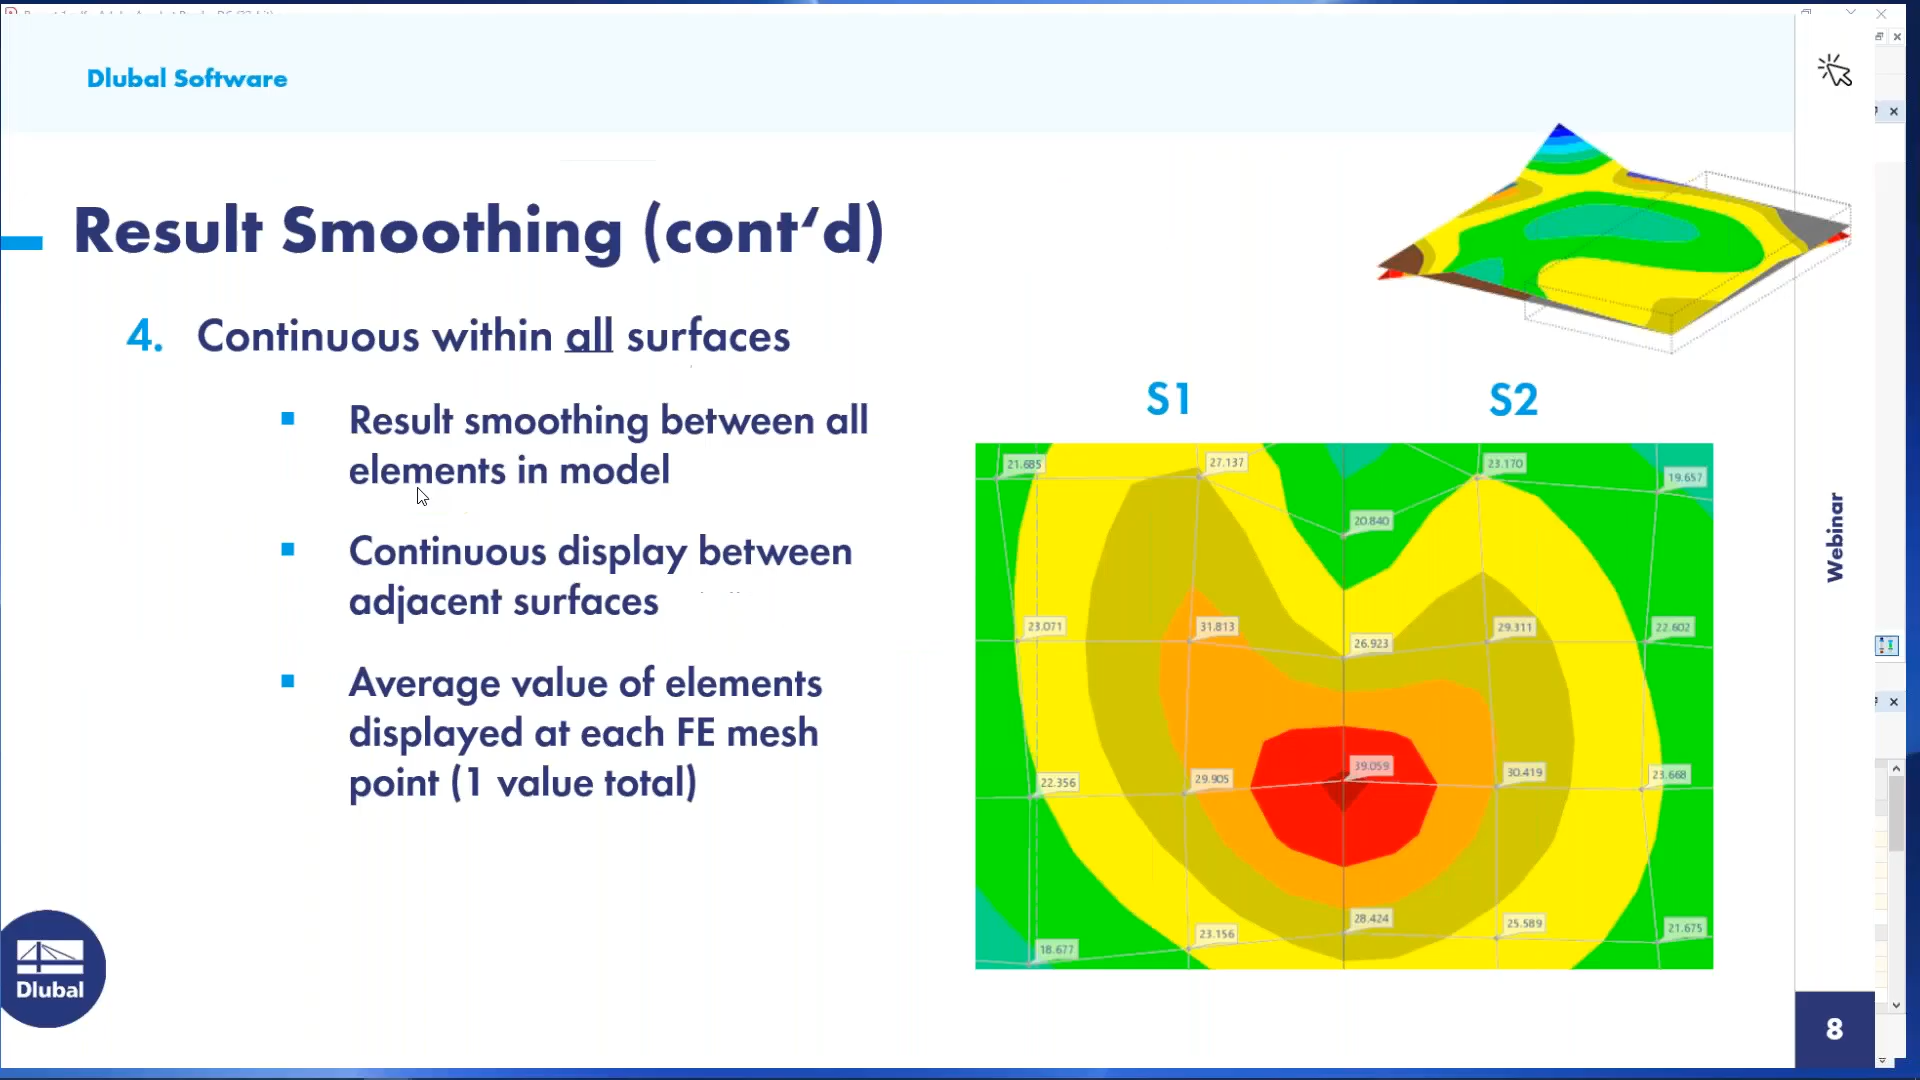 Dlubal Software
Result Smoothing (cont‘d)
4. Continuous within all surfaces
Result smoothing between all
elements in model
Continuous display between
adjacent surfaces
Average value of elements
displayed at each FE mesh
point (1 value total)
S1 S2
21.685 27.137 23.170 19.657
20.840
23.071 31.813 26.923 29.311 22.602
22.356 29.905 39.059 30.419 23.668
18.677 23.156 28.424 25.589 21.675
Webinar
Dlubal
8